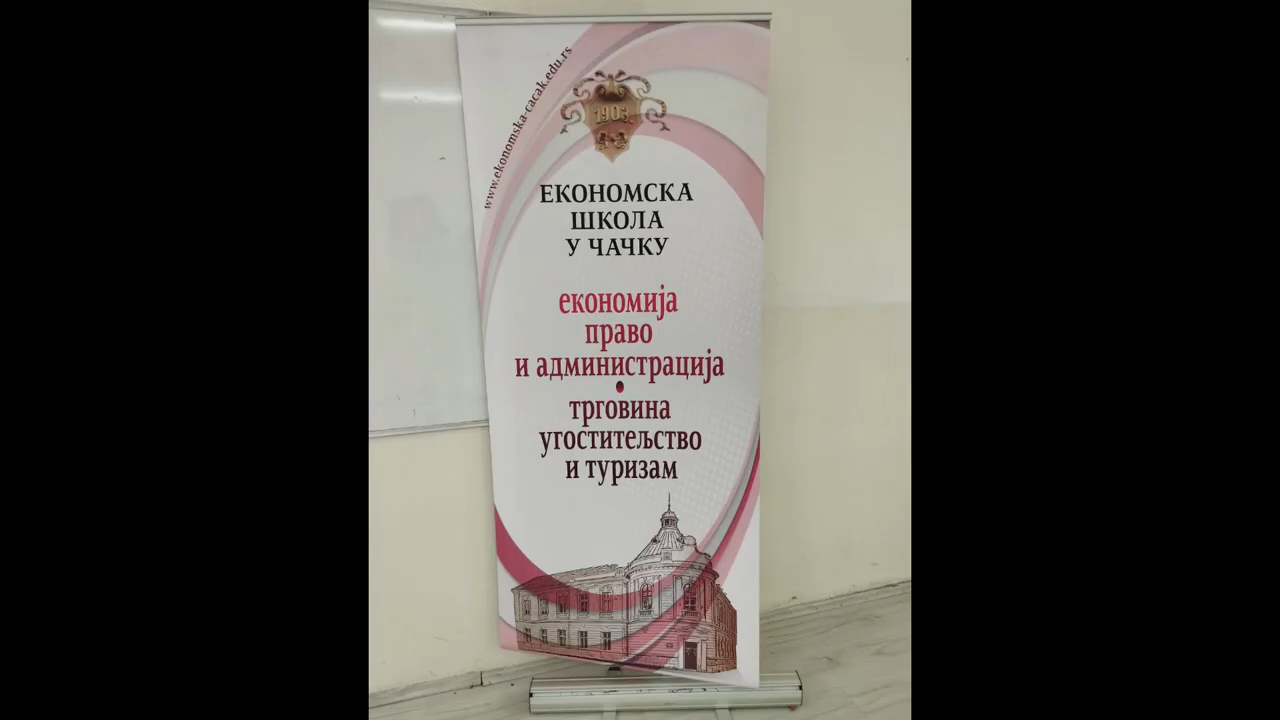 www.ekonomska-cacak.edu.rs
1903.
ЕКОНОМСКА
ШКОЛА
У ЧАЧКУ
економија
право
и администрација
•
трговина
угоститељство
и туризам